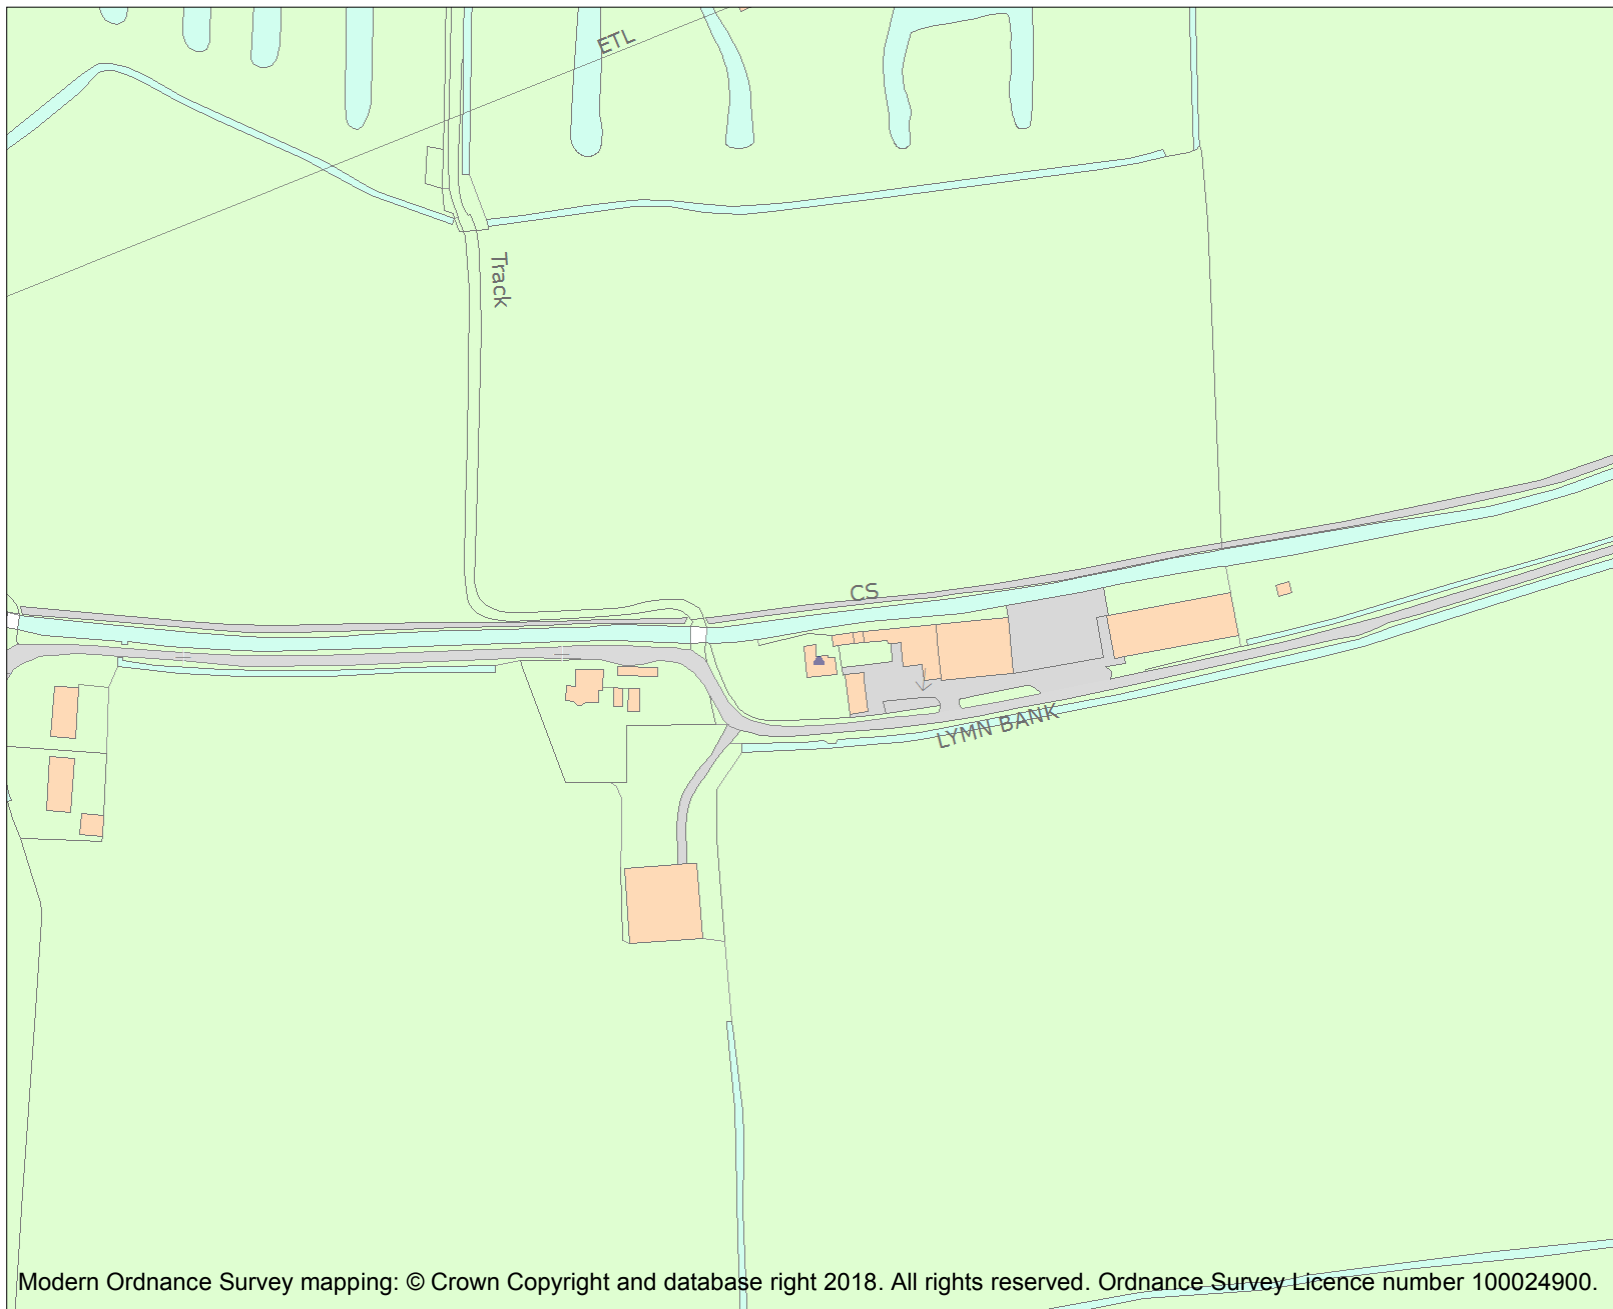 ETL
Track
CS
LYMN BANK
Modern Ordnance Survey mapping: © Crown Copyright and database right 2018. All rights reserved. Ordnance Survey Licence number 100024900.